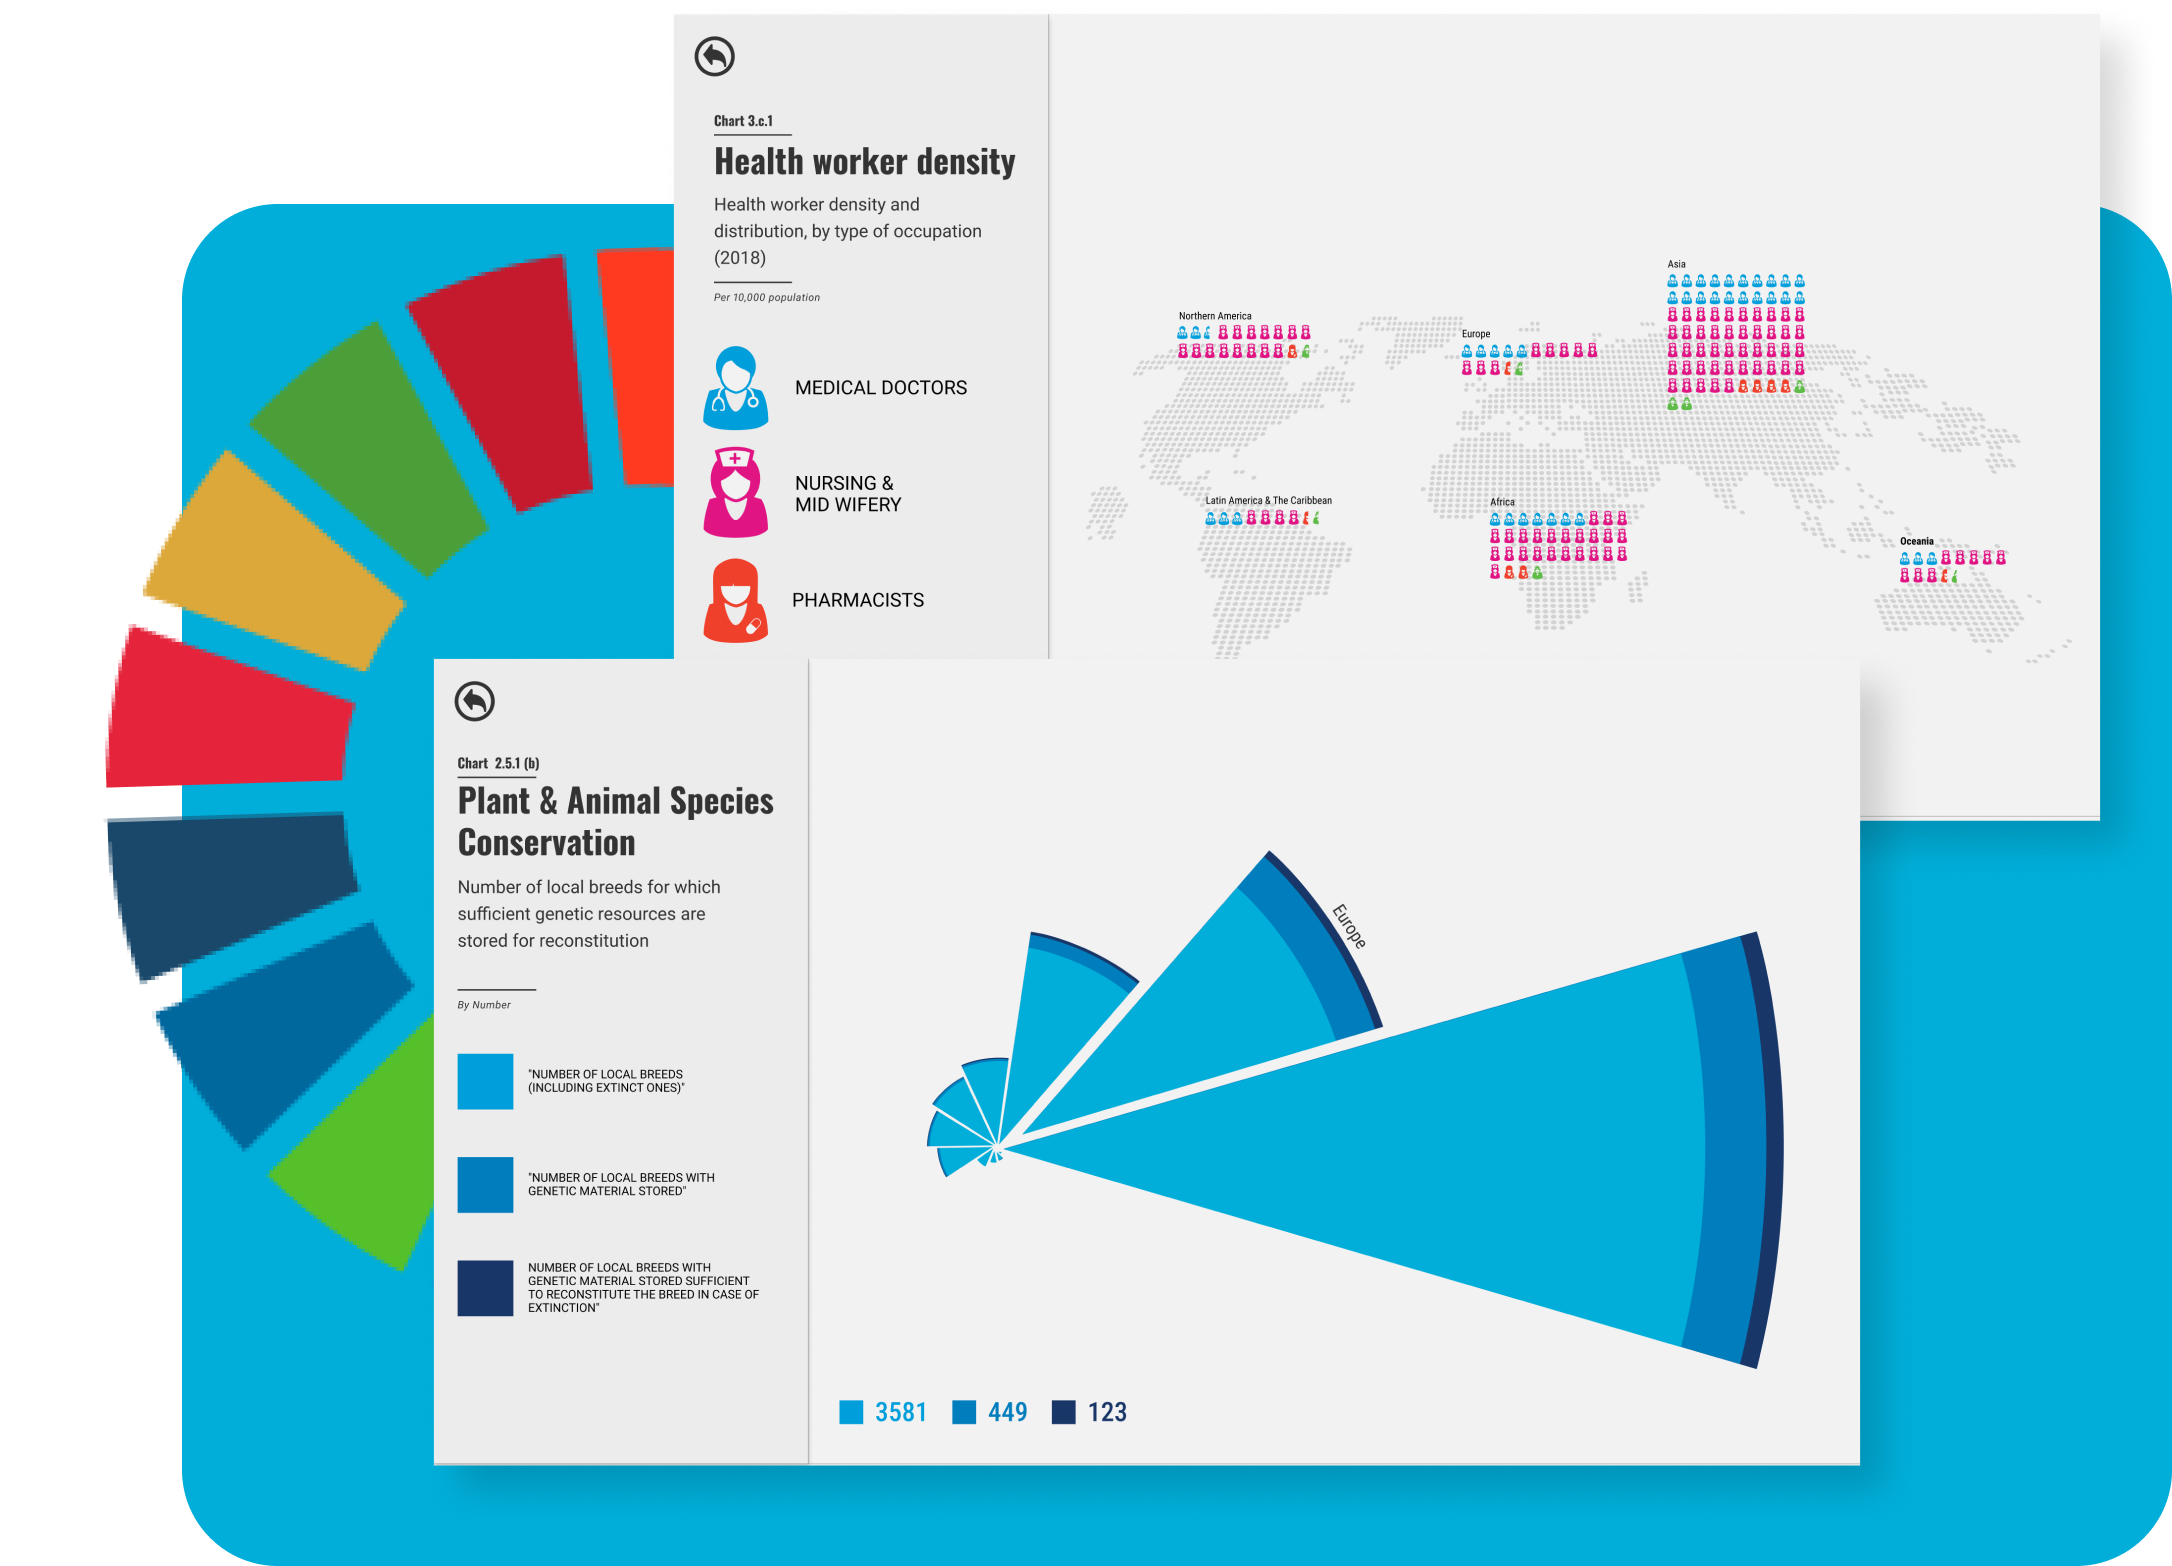 Chart 3.c.1
Health worker density
Health worker density and
distribution, by type of occupation
(2018)
Per 10,000 population
MEDICAL DOCTORS
NURSING &
MID WIFERY
PHARMACISTS
Northern America
Europe
Asia
Latin America & The Caribbean
Africa
Oceania
Chart 2.5.1 (b)
Plant & Animal Species
Conservation
Number of local breeds for which
sufficient genetic resources are
stored for reconstitution
By Number
"NUMBER OF LOCAL BREEDS
(INCLUDING EXTINCT ONES)"
"NUMBER OF LOCAL BREEDS WITH
GENETIC MATERIAL STORED"
NUMBER OF LOCAL BREEDS WITH
GENETIC MATERIAL STORED SUFFICIENT
TO RECONSTITUTE THE BREED IN CASE OF
EXTINCTION"
Europe
3581 449 123